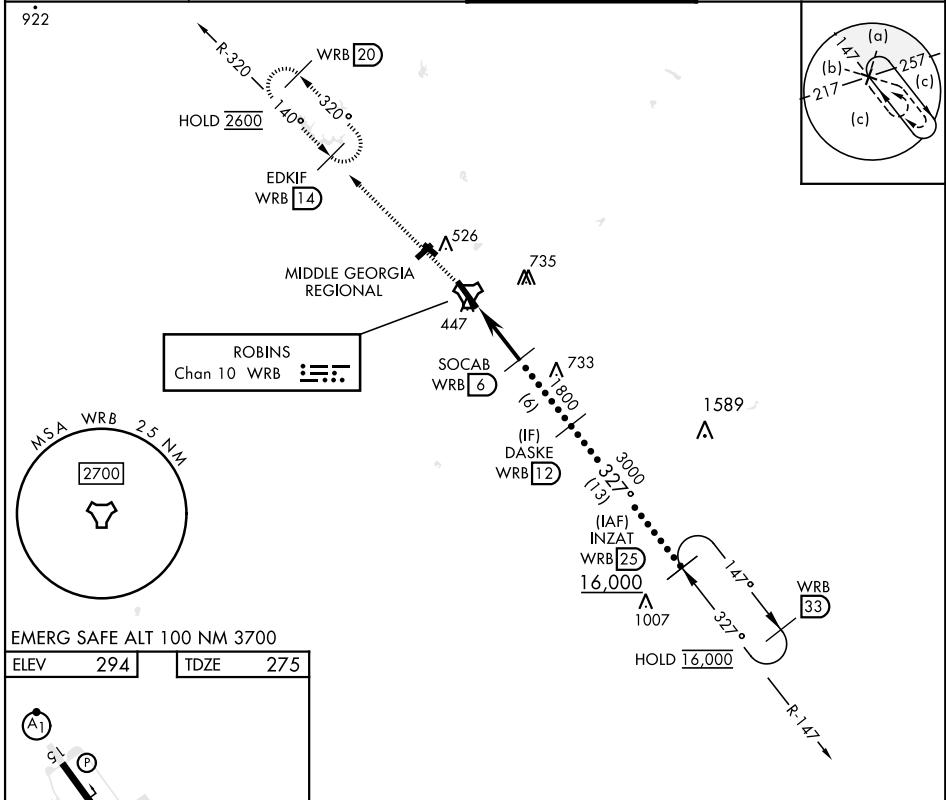 922
R-320
WRB 20
320°
140°
HOLD 2600
EDKIF
WRB 14
526
MIDDLE GEORGIA
REGIONAL
735
447
ROBINS
Chan 10 WRB
SOCAB
WRB 6
733
1800
(6)
(IF)
DASKE
WRB 12
1589
3000
327°
(13)
(IAF)
INZAT
WRB 25
16,000
1007
147°
WRB
33
327°
HOLD 16,000
R-147
MSA WRB 25 NM
2700
EMERG SAFE ALT 100 NM 3700
ELEV 294
TDZE 275
A1
15
P
147
(a)
(b)
257
(c)
217
(c)